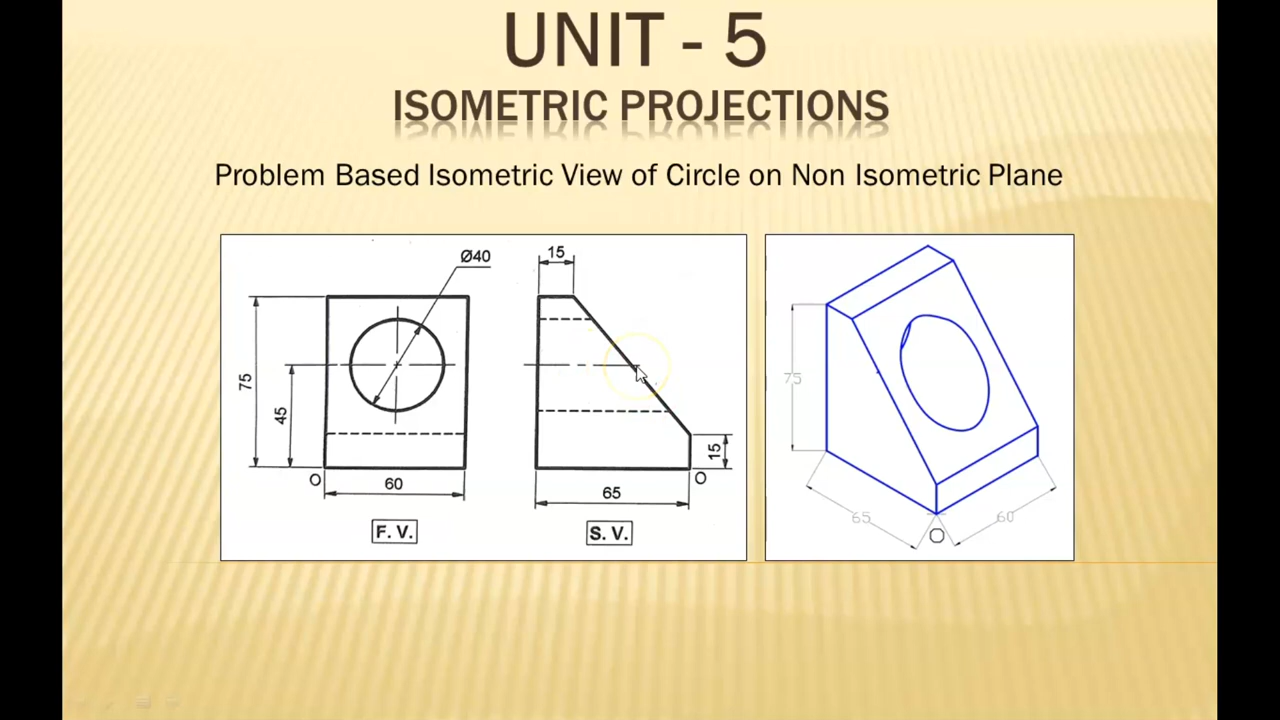 UNIT - 5
ISOMETRIC PROJECTIONS
Problem Based Isometric View of Circle on Non Isometric Plane
Ø40
75
45
O
60
F. V.
15
15
O
65
S. V.
75
65
60
O